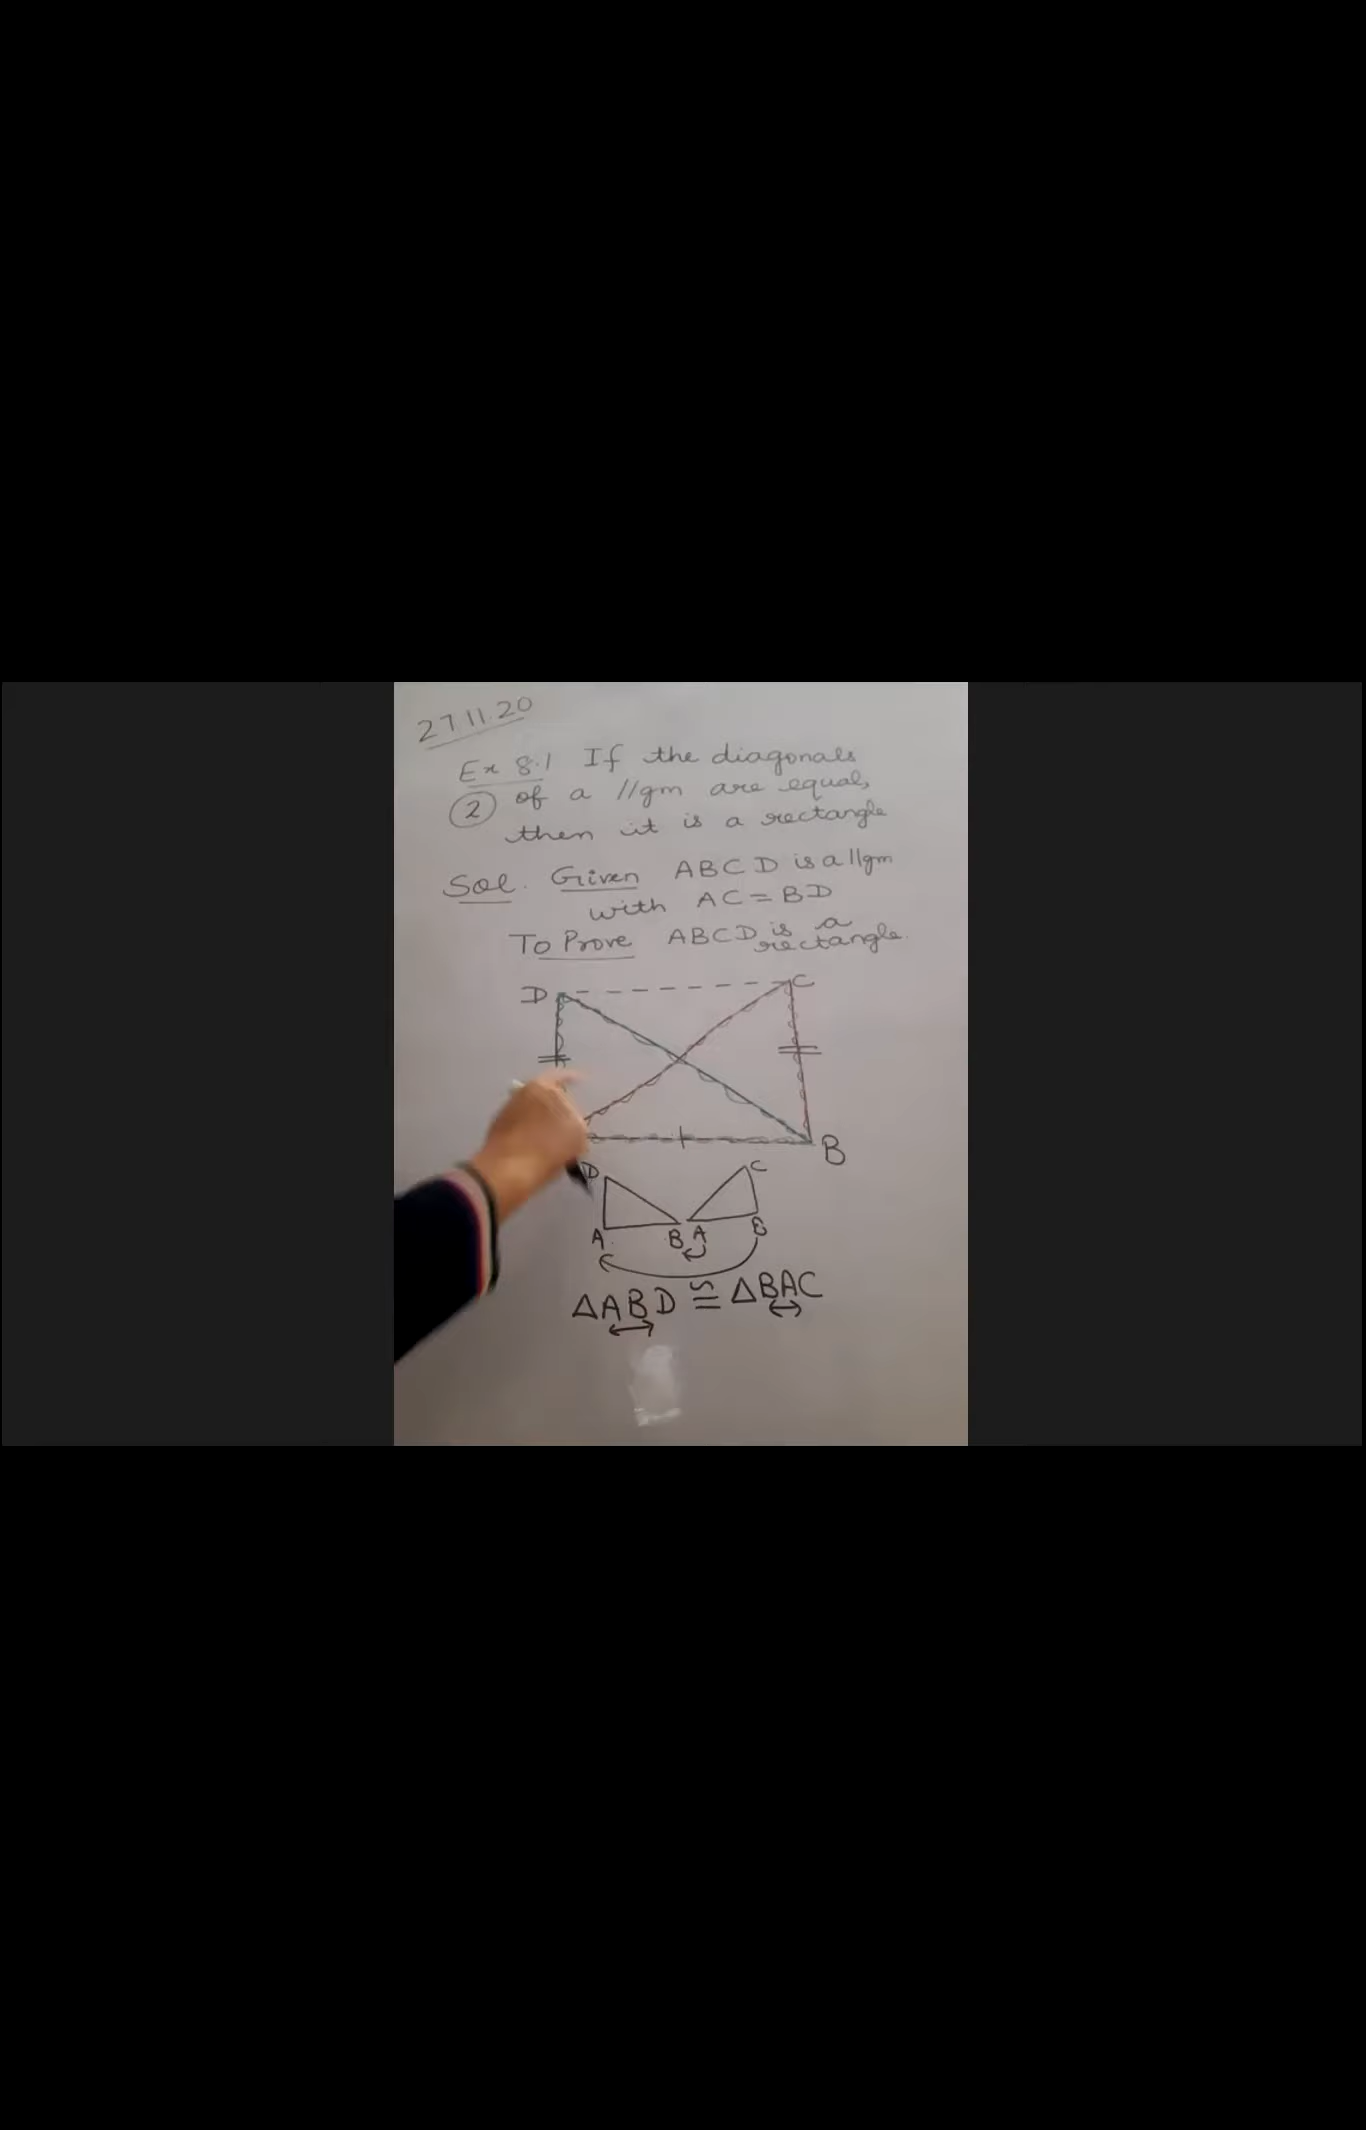 27.11.20
Ex 8.1 If the diagonals
② of a //gm are equal,
then it is a rectangle
Sol. Given ABCD is a //gm
with AC = BD
To Prove ABCD is a
rectangle.
D C
B
D C
A B A B
ΔABD ≅ ΔBAC